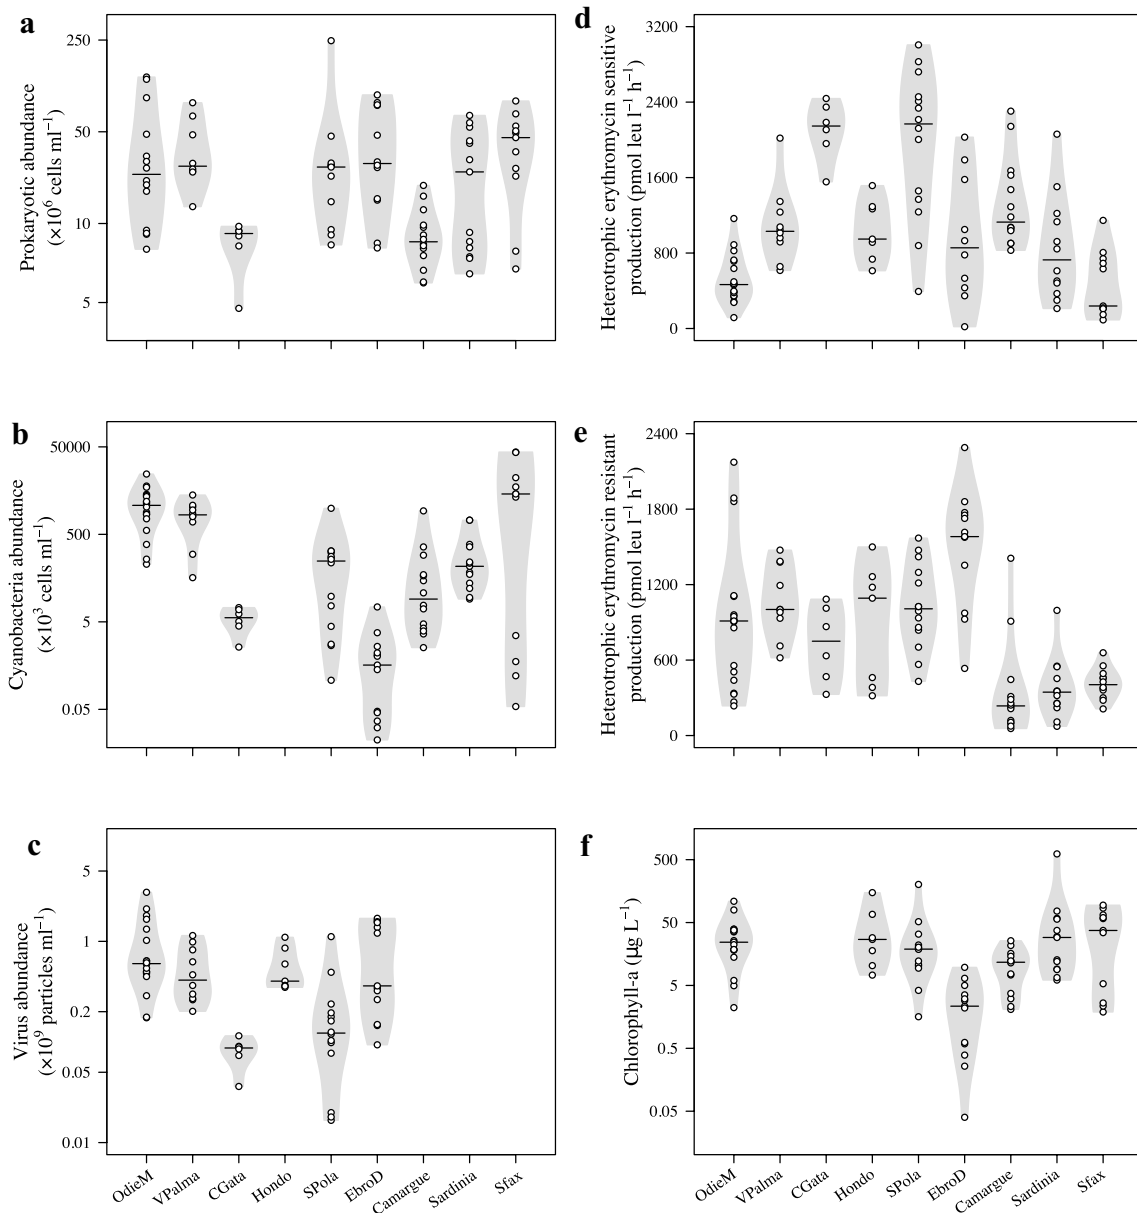 a
Prokaryotic abundance
(×10⁶ cells ml⁻¹)
250
50
10
5
b
Cyanobacteria abundance
(×10³ cells ml⁻¹)
50000
500
5
0.05
c
Virus abundance
(×10⁹ particles ml⁻¹)
5
1
0.2
0.05
0.01
OdieM
VPalma
CGata
Hondo
SPola
EbroD
Camargue
Sardinia
Sfax
d
Heterotrophic erythromycin sensitive
production (pmol leu l⁻¹ h⁻¹)
3200
2400
1600
800
0
e
Heterotrophic erythromycin resistant
production (pmol leu l⁻¹ h⁻¹)
2400
1800
1200
600
0
f
Chlorophyll-a (µg L⁻¹)
500
50
5
0.5
0.05
OdieM
VPalma
CGata
Hondo
SPola
EbroD
Camargue
Sardinia
Sfax